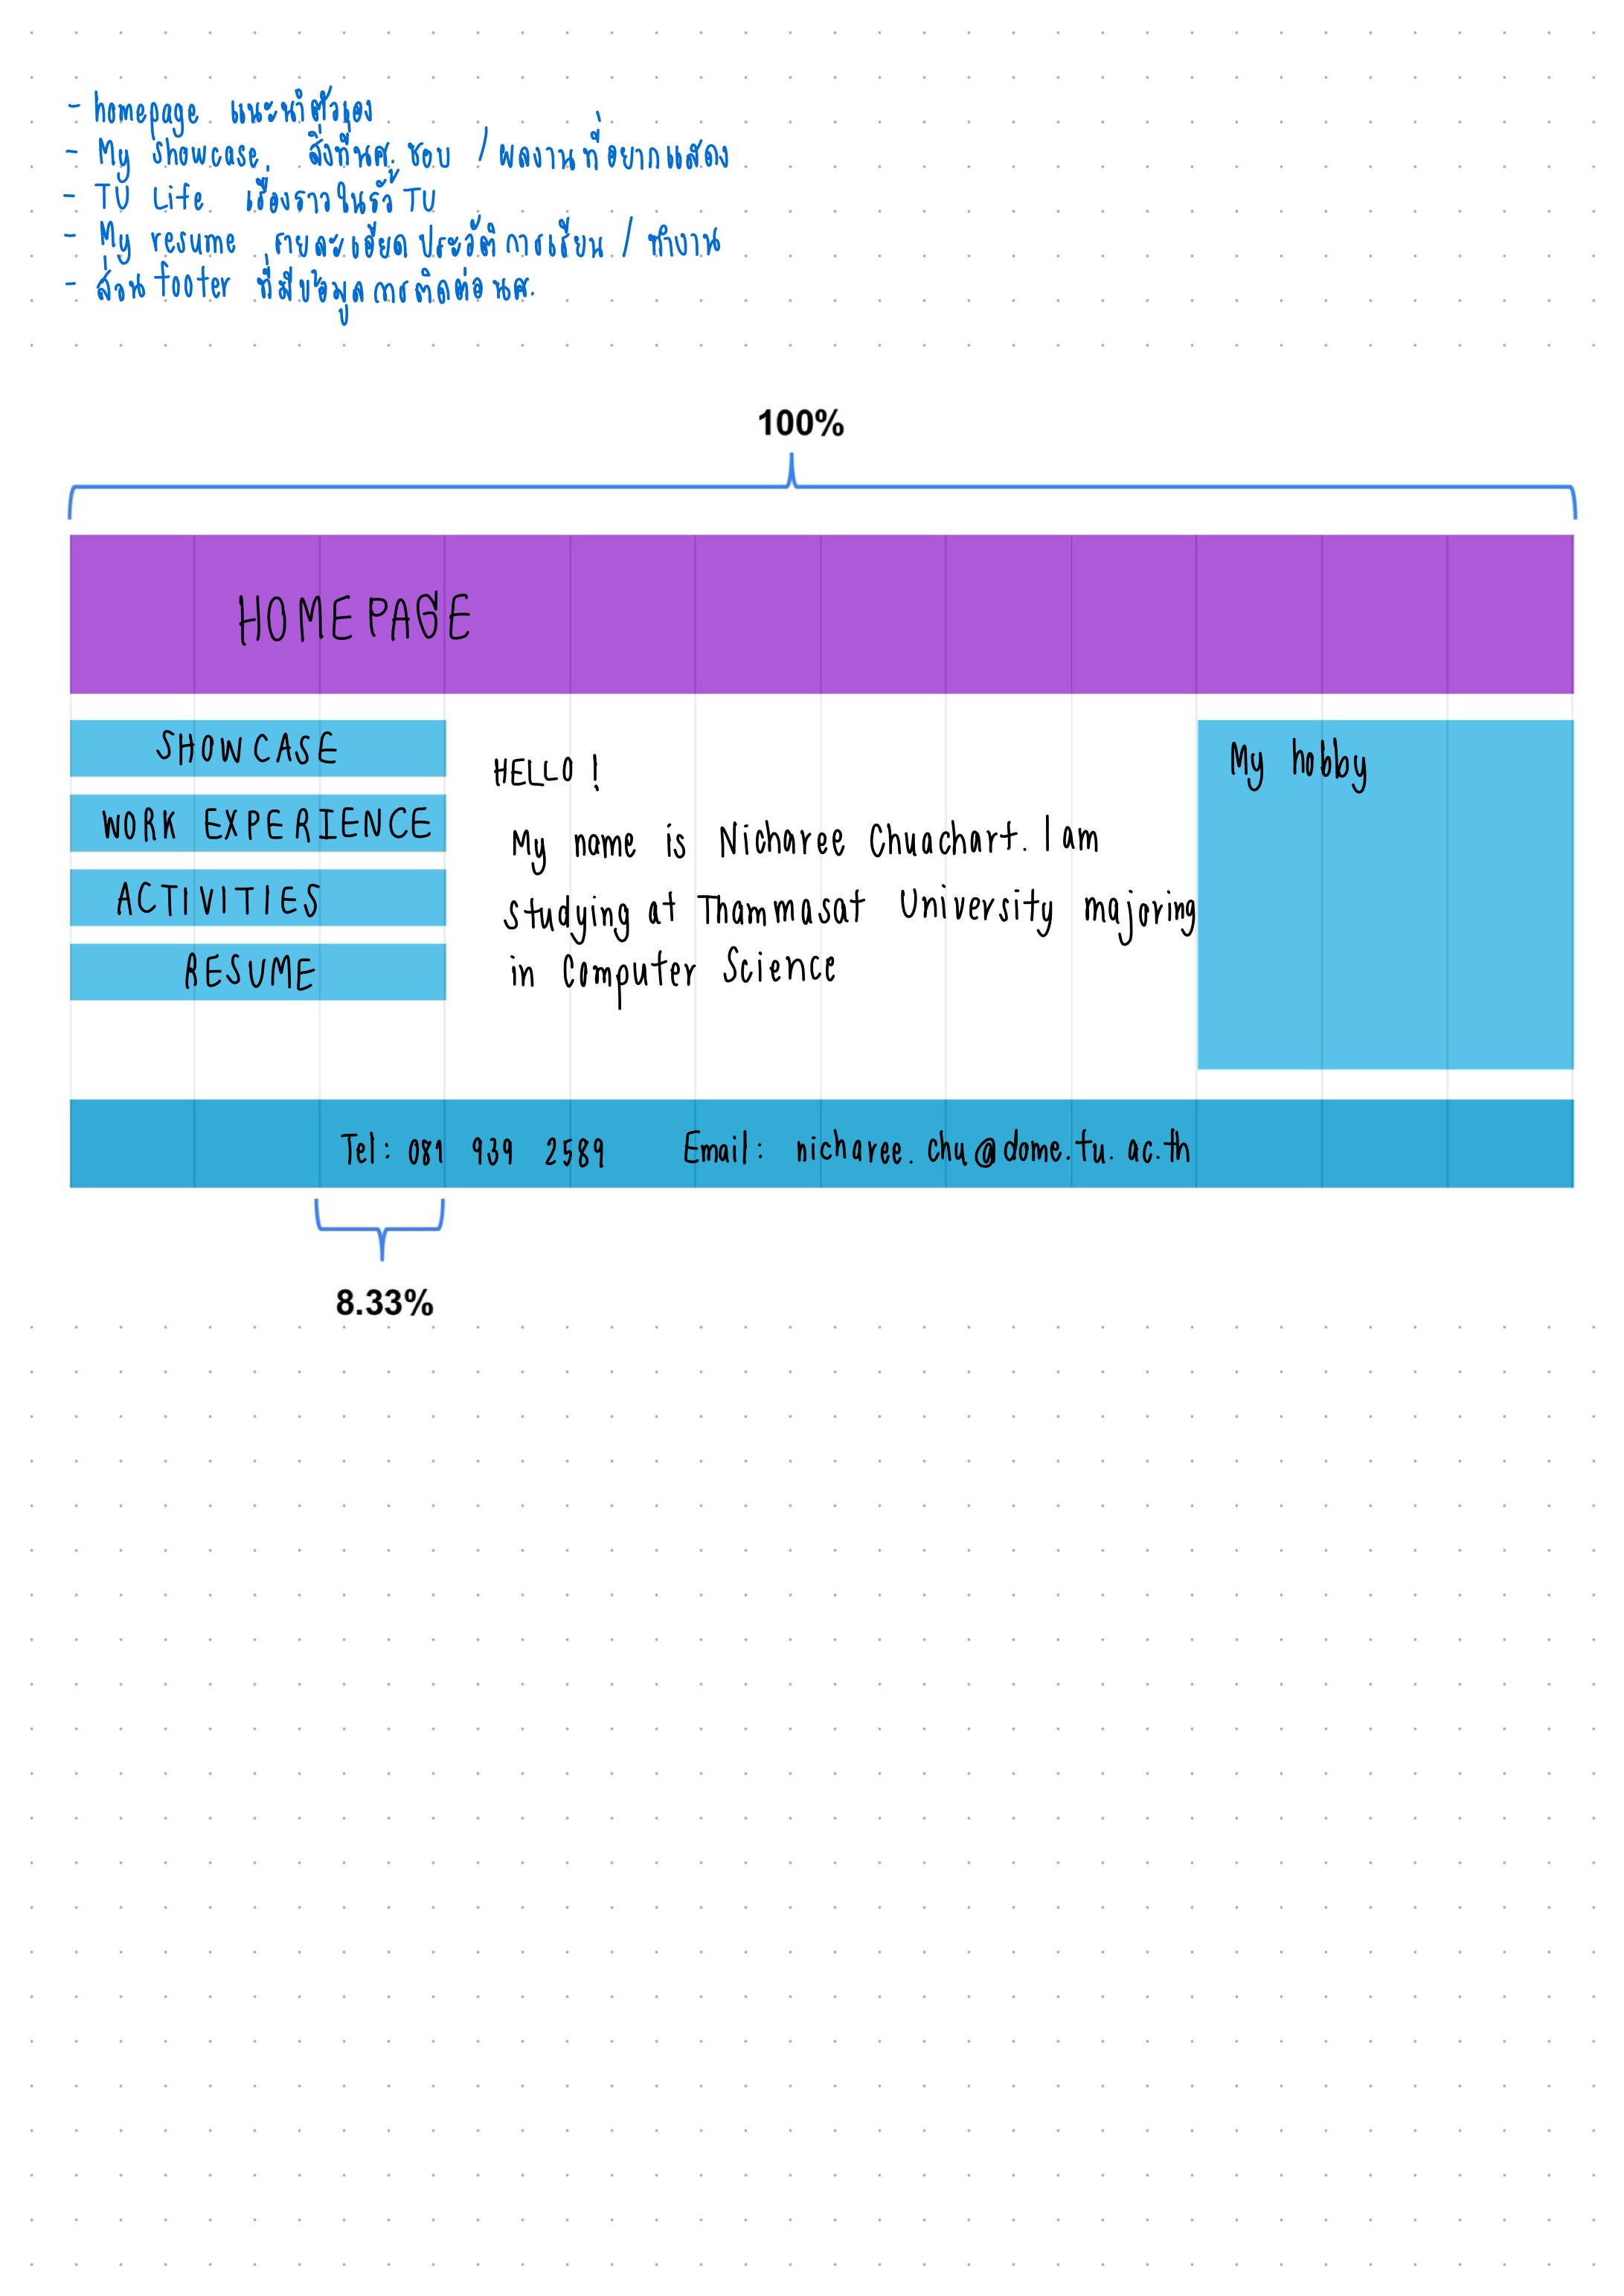 - homepage แนะนำตัวเอง
- My showcase สิ่งที่นศ. ชอบ / ผลงานที่อยากแสดง
- TU Life เรื่องราวในรั้ว TU
- My resume รายละเอียดประวัติการเรียน / ทำงาน
- ส่วน footer ที่มีข้อมูลการติดต่อ นศ.
100%
HOMEPAGE
SHOWCASE
WORK EXPERIENCE
ACTIVITIES
RESUME
HELLO !
My name is Nicharee Chuachart. I am
studying at Thammasat University majoring
in Computer Science
My hobby
Tel: 081 939 2589 Email: nicharee.chu@dome.tu.ac.th
8.33%